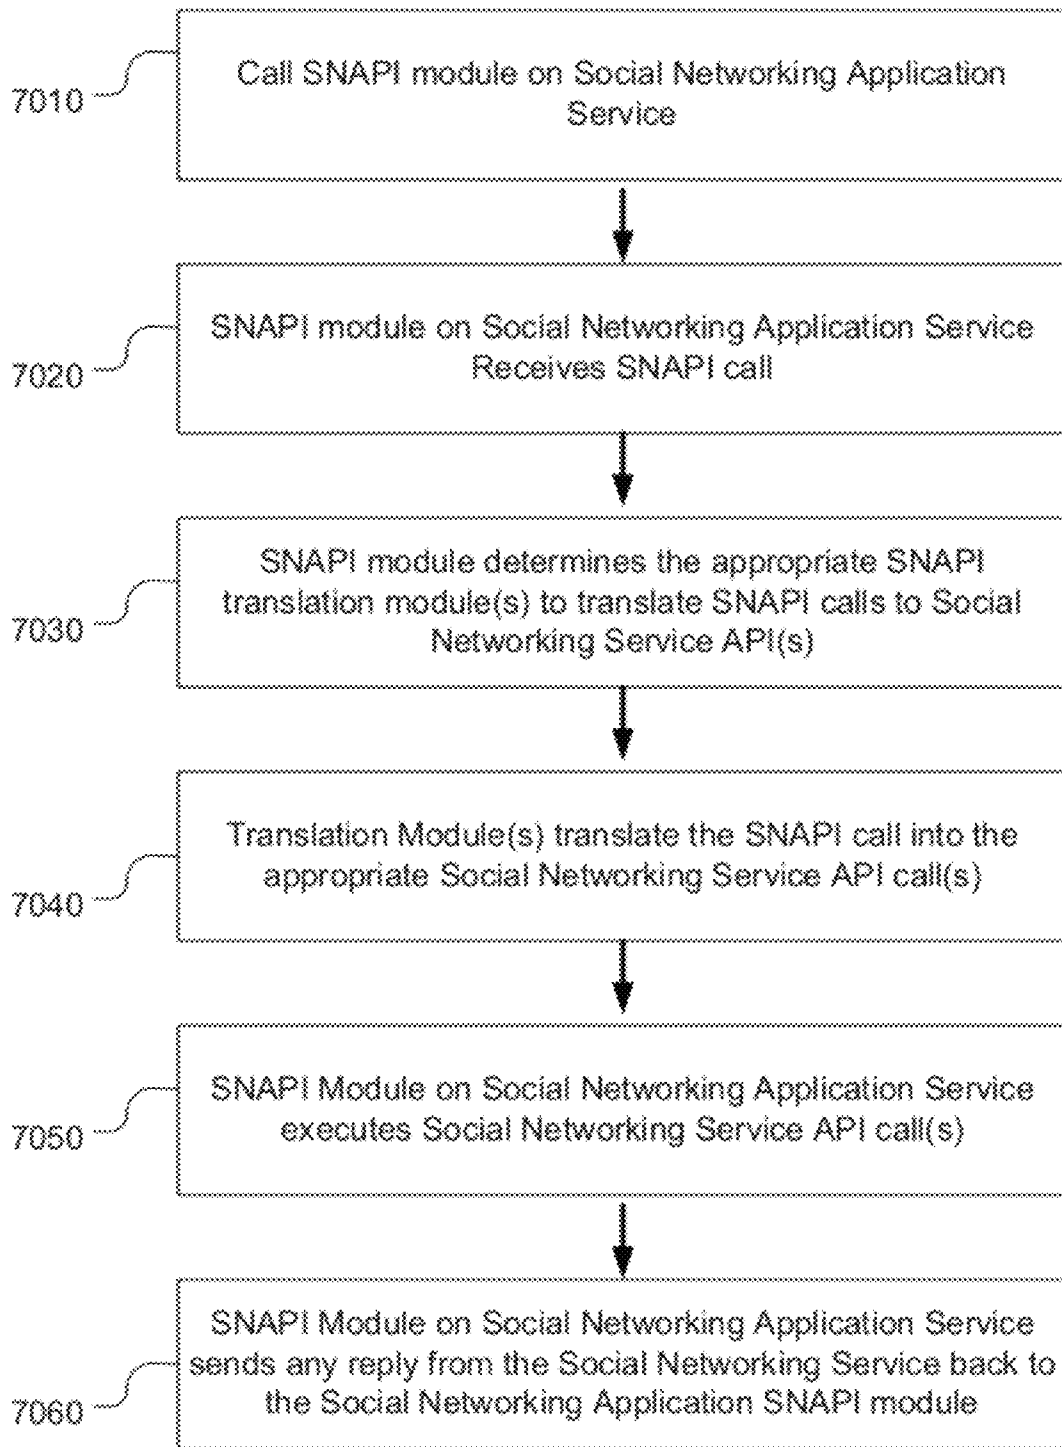 7010
Call SNAPI module on Social Networking Application
Service
7020
SNAPI module on Social Networking Application Service
Receives SNAPI call
7030
SNAPI module determines the appropriate SNAPI
translation module(s) to translate SNAPI calls to Social
Networking Service API(s)
7040
Translation Module(s) translate the SNAPI call into the
appropriate Social Networking Service API call(s)
7050
SNAPI Module on Social Networking Application Service
executes Social Networking Service API call(s)
7060
SNAPI Module on Social Networking Application Service
sends any reply from the Social Networking Service back to
the Social Networking Application SNAPI module